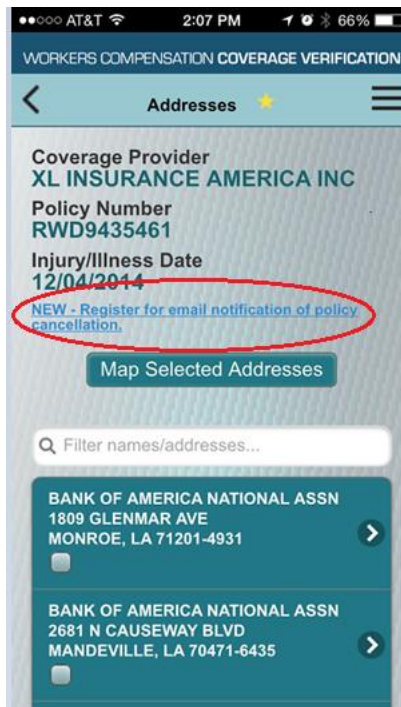 AT&T 2:07 PM 66%
WORKERS COMPENSATION COVERAGE VERIFICATION
Addresses
Coverage Provider
XL INSURANCE AMERICA INC
Policy Number
RWD9435461
Injury/Illness Date
12/04/2014
NEW - Register for email notification of policy
cancellation.
Map Selected Addresses
Filter names/addresses...
BANK OF AMERICA NATIONAL ASSN
1809 GLENMAR AVE
MONROE, LA 71201-4931
BANK OF AMERICA NATIONAL ASSN
2681 N CAUSEWAY BLVD
MANDEVILLE, LA 70471-6435